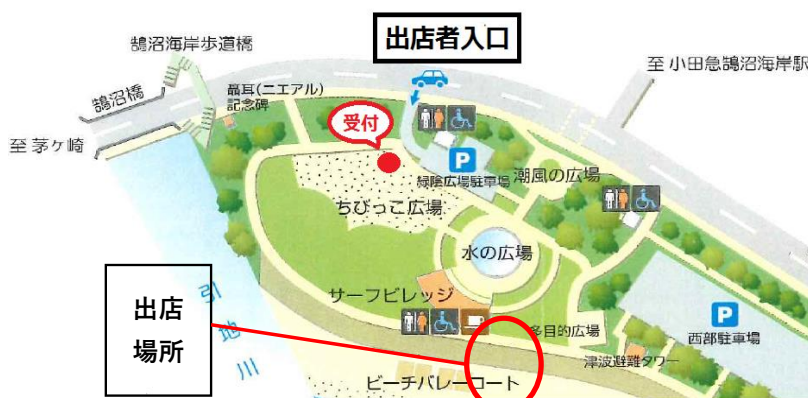 出店者入口
鵠沼海岸歩道橋
至 小田急鵠沼海岸駅
鵠沼橋
聶耳(ニエアル)
記念碑
受付
至 茅ヶ崎
P
緑陰広場駐車場
潮風の広場
ちびっこ広場
水の広場
サーフビレッジ
引地川
出店
場所
P
西部駐車場
多目的広場
津波避難タワー
ビーチバレーコート